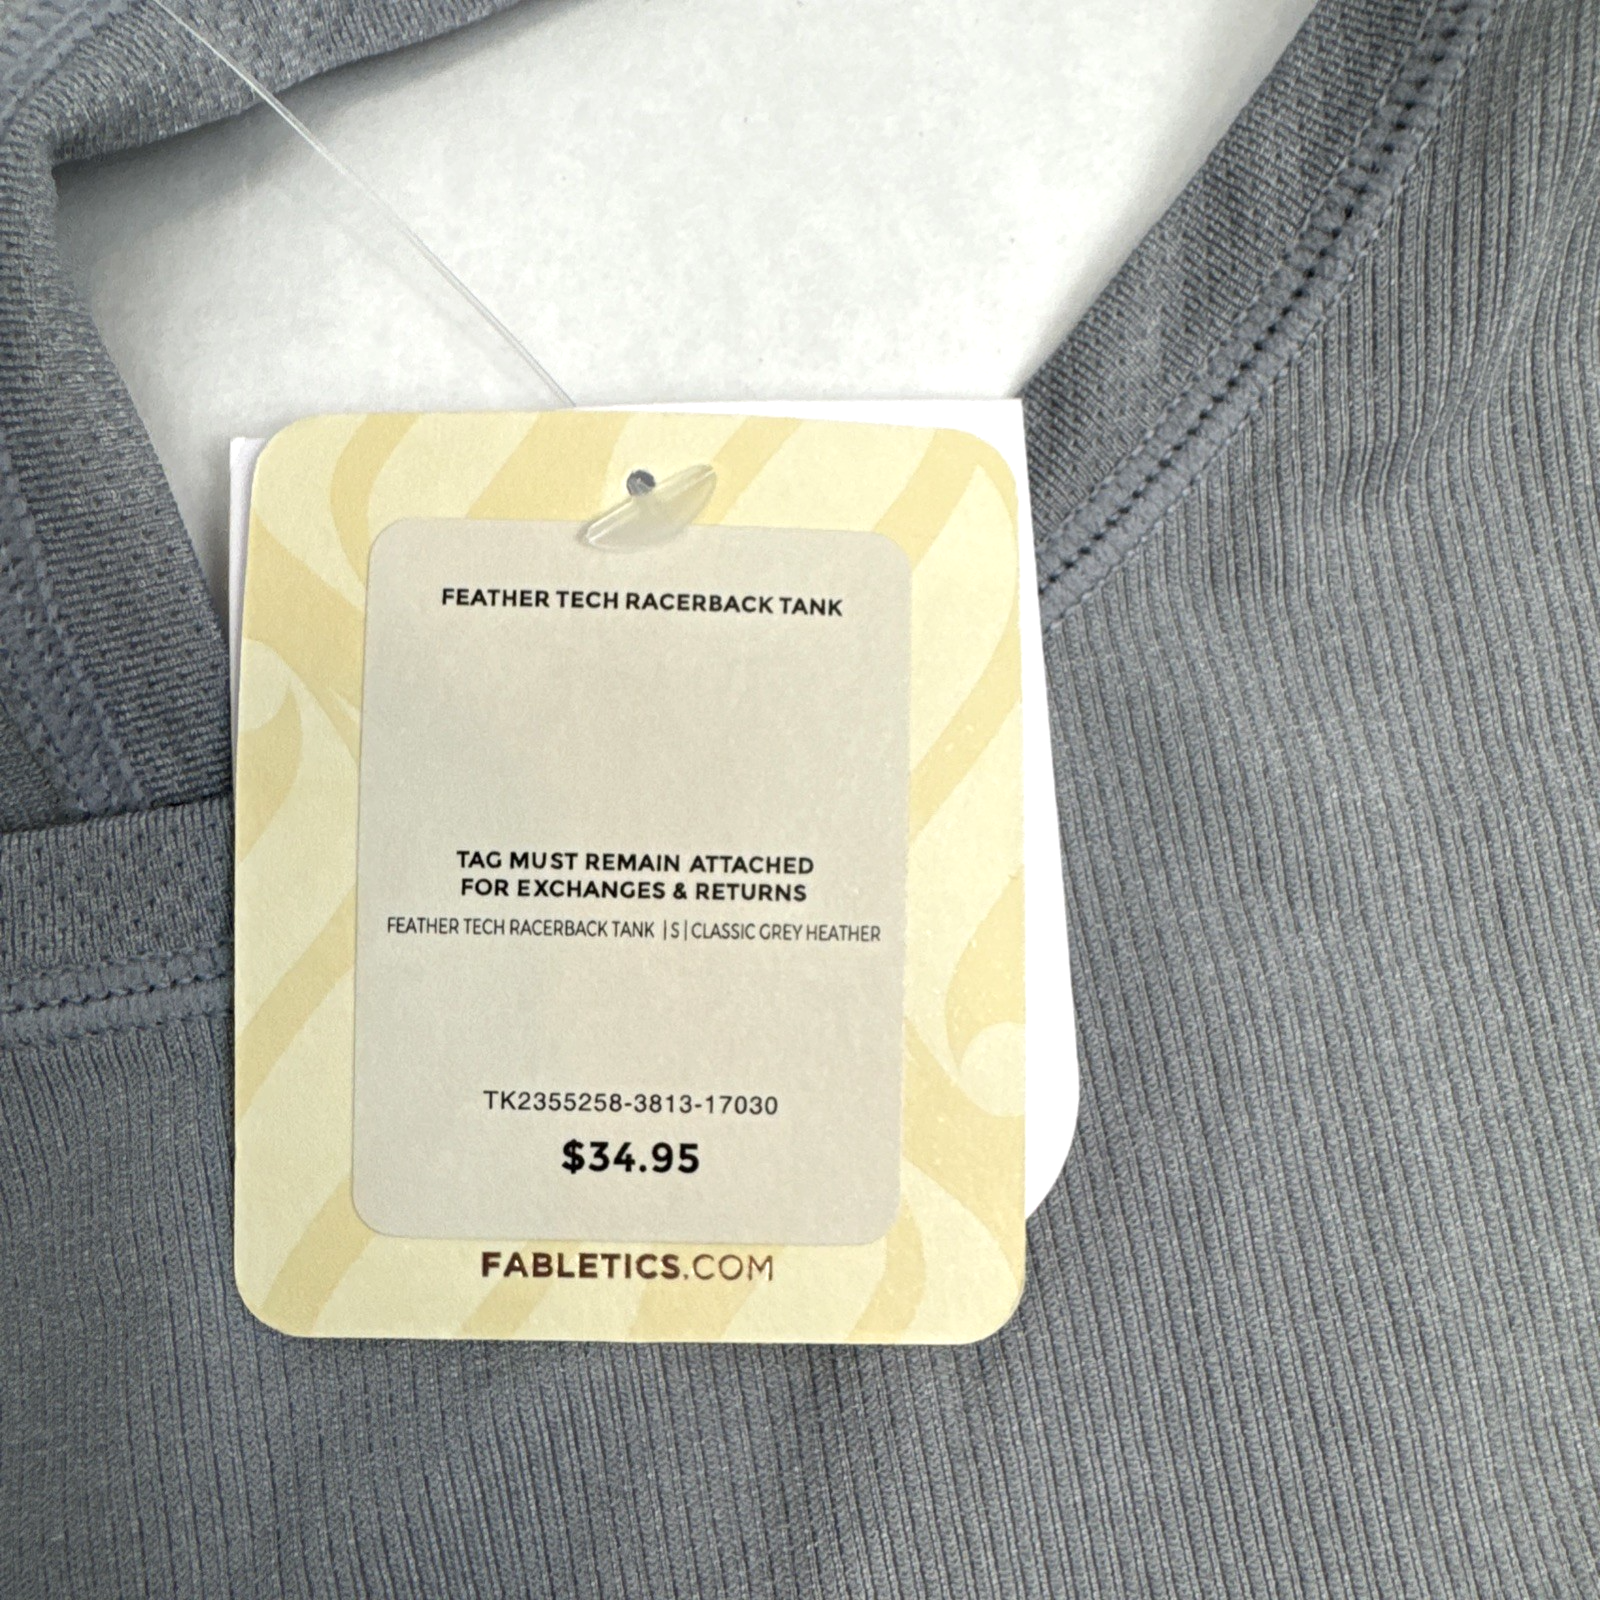 FEATHER TECH RACERBACK TANK
TAG MUST REMAIN ATTACHED
FOR EXCHANGES & RETURNS
FEATHER TECH RACERBACK TANK | S | CLASSIC GREY HEATHER
TK2355258-3813-17030
$34.95
FABLETICS.COM